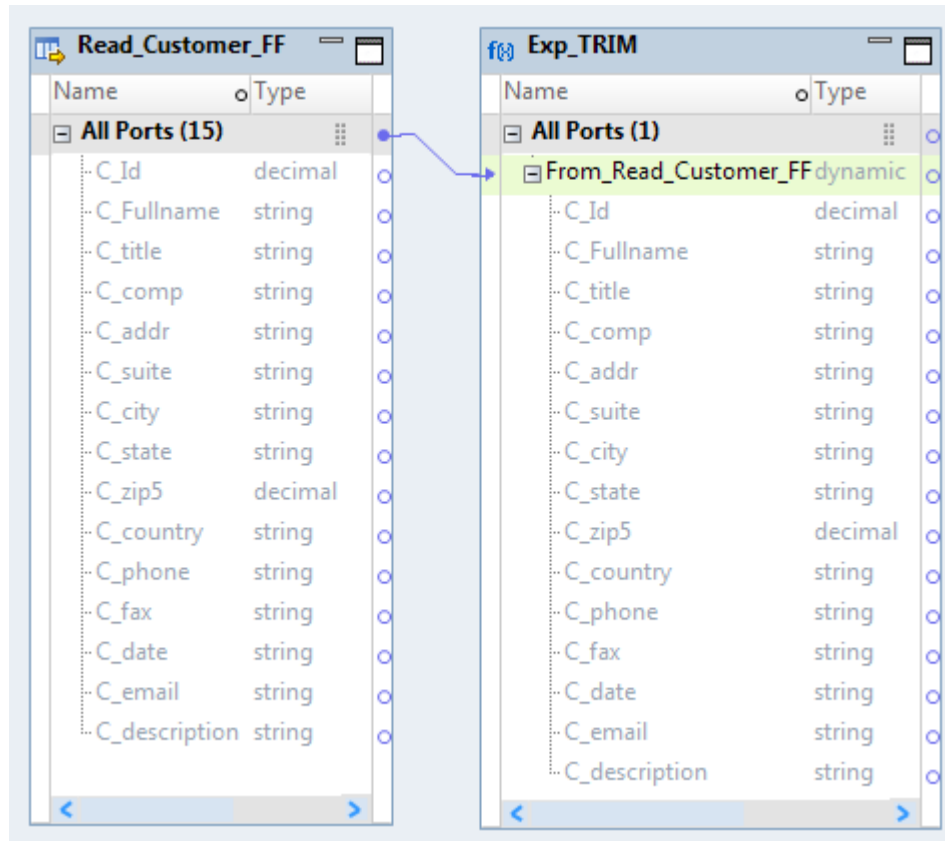 Read_Customer_FF
Name Type
All Ports (15)
C_Id decimal
C_Fullname string
C_title string
C_comp string
C_addr string
C_suite string
C_city string
C_state string
C_zip5 decimal
C_country string
C_phone string
C_fax string
C_date string
C_email string
C_description string
f(x) Exp_TRIM
Name Type
All Ports (1)
From_Read_Customer_FF dynamic
C_Id decimal
C_Fullname string
C_title string
C_comp string
C_addr string
C_suite string
C_city string
C_state string
C_zip5 decimal
C_country string
C_phone string
C_fax string
C_date string
C_email string
C_description string